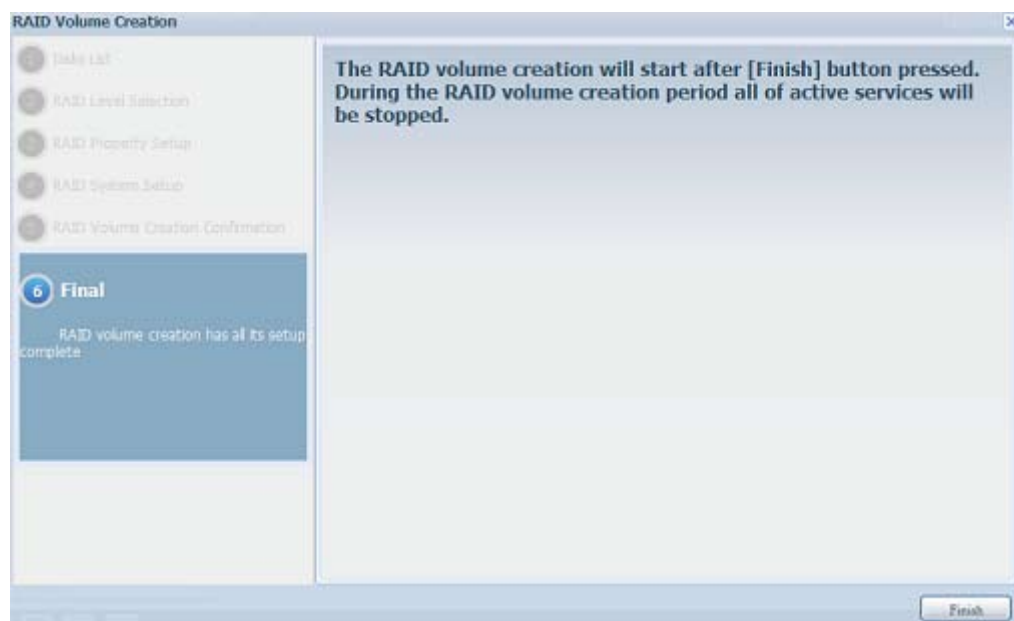 RAID Volume Creation
Disks List
RAID Level Selection
RAID Property Setup
RAID System Setup
RAID Volume Creation Confirmation
6 Final
RAID volume creation has all its setup
complete
The RAID volume creation will start after [Finish] button pressed.
During the RAID volume creation period all of active services will
be stopped.
Finish